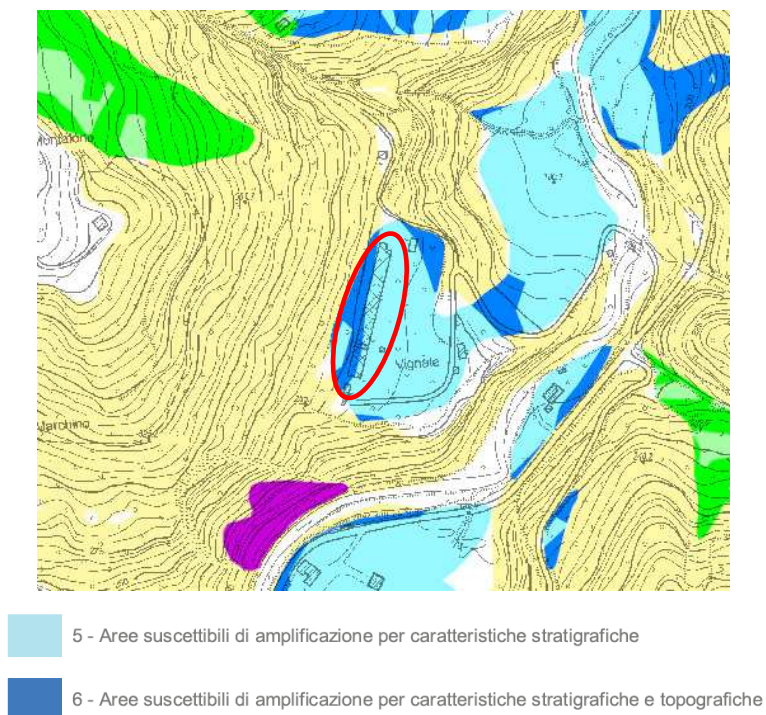 Vignale
Marchino
5 - Aree suscettibili di amplificazione per caratteristiche stratigrafiche
6 - Aree suscettibili di amplificazione per caratteristiche stratigrafiche e topografiche